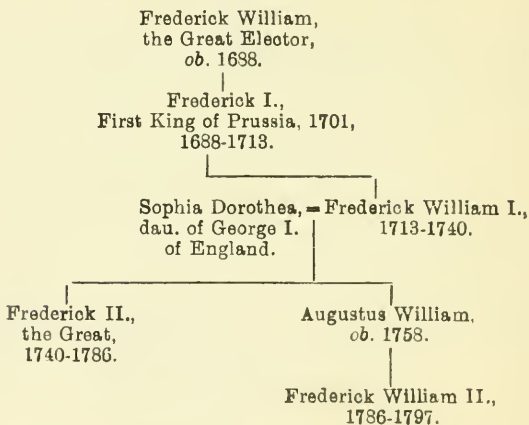 Frederick William,
the Great Elector,
ob. 1688.
Frederick I.,
First King of Prussia, 1701,
1688-1713.
Sophia Dorothea, = Frederick William I.,
dau. of George I. 1713-1740.
of England.
Frederick II., Augustus William,
the Great, ob. 1758.
1740-1786.
Frederick William II.,
1786-1797.